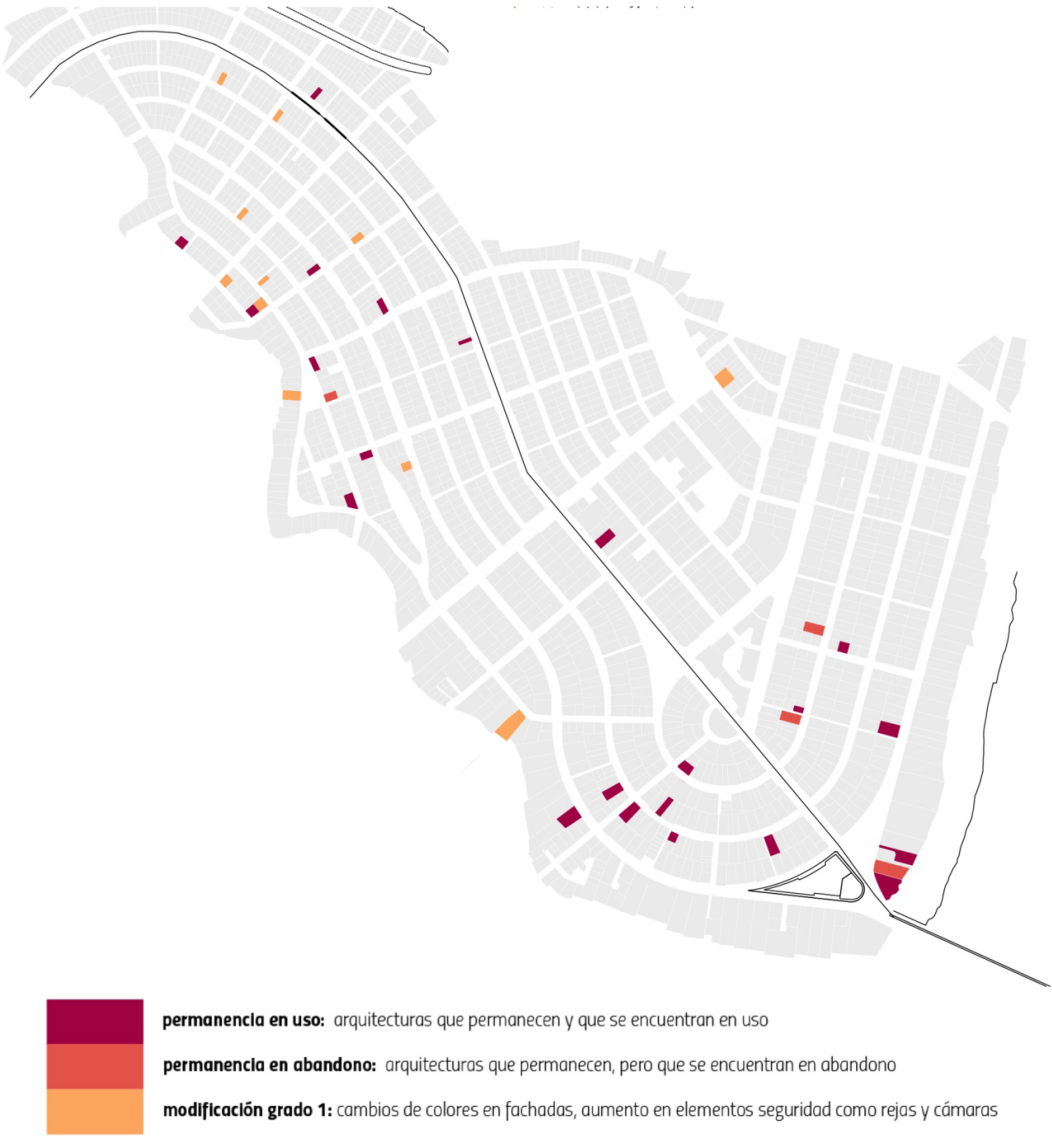 permanencia en uso: arquitecturas que permanecen y que se encuentran en uso
permanencia en abandono: arquitecturas que permanecen, pero que se encuentran en abandono
modificación grado 1: cambios de colores en fachadas, aumento en elementos seguridad como rejas y cámaras